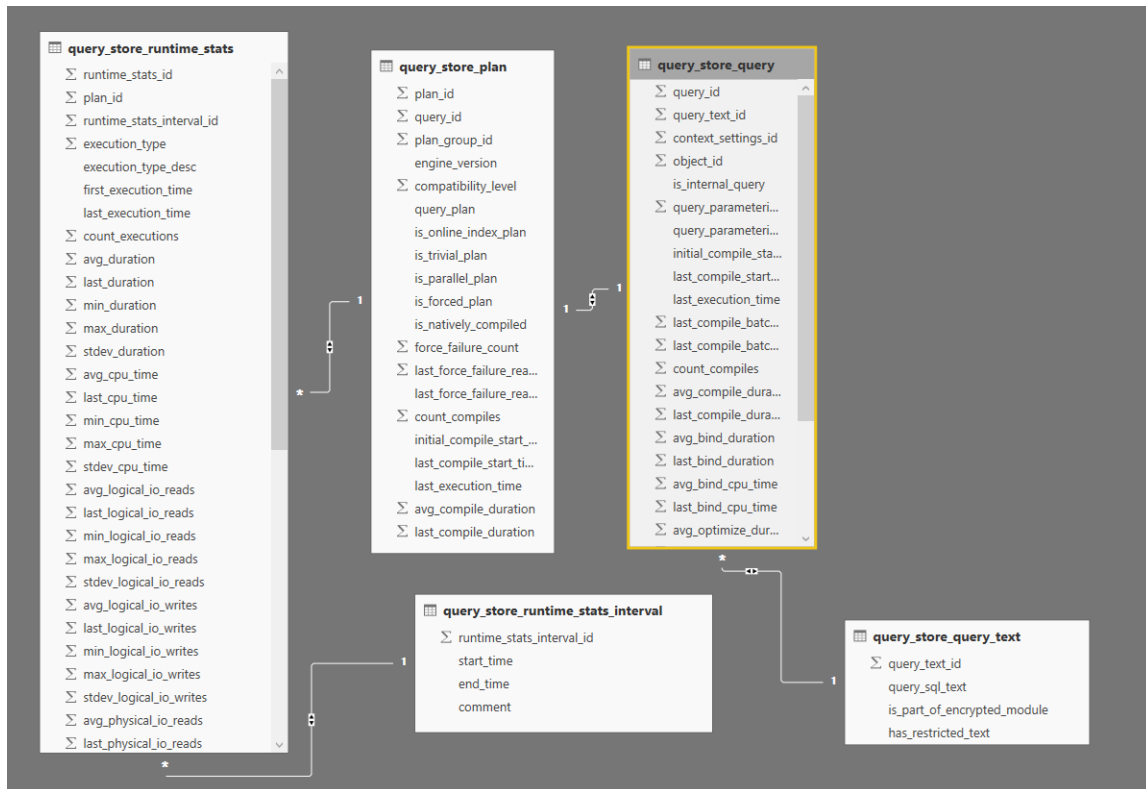 query_store_runtime_stats
runtime_stats_id
plan_id
runtime_stats_interval_id
execution_type
execution_type_desc
first_execution_time
last_execution_time
count_executions
avg_duration
last_duration
min_duration
max_duration
stdev_duration
avg_cpu_time
last_cpu_time
min_cpu_time
max_cpu_time
stdev_cpu_time
avg_logical_io_reads
last_logical_io_reads
min_logical_io_reads
max_logical_io_reads
stdev_logical_io_reads
avg_logical_io_writes
last_logical_io_writes
min_logical_io_writes
max_logical_io_writes
stdev_logical_io_writes
avg_physical_io_reads
last_physical_io_reads
*
1
*
query_store_plan
plan_id
query_id
plan_group_id
engine_version
compatibility_level
query_plan
is_online_index_plan
is_trivial_plan
is_parallel_plan
is_forced_plan
is_natively_compiled
force_failure_count
last_force_failure_rea...
last_force_failure_rea...
count_compiles
initial_compile_start_...
last_compile_start_ti...
last_execution_time
avg_compile_duration
last_compile_duration
1
1
query_store_query
query_id
query_text_id
context_settings_id
object_id
is_internal_query
query_parameteri...
query_parameteri...
initial_compile_sta...
last_compile_start...
last_execution_time
last_compile_batc...
last_compile_batc...
count_compiles
avg_compile_dura...
last_compile_dura...
avg_bind_duration
last_bind_duration
avg_bind_cpu_time
last_bind_cpu_time
avg_optimize_dur...
*
1
query_store_runtime_stats_interval
runtime_stats_interval_id
start_time
end_time
comment
1
query_store_query_text
query_text_id
query_sql_text
is_part_of_encrypted_module
has_restricted_text